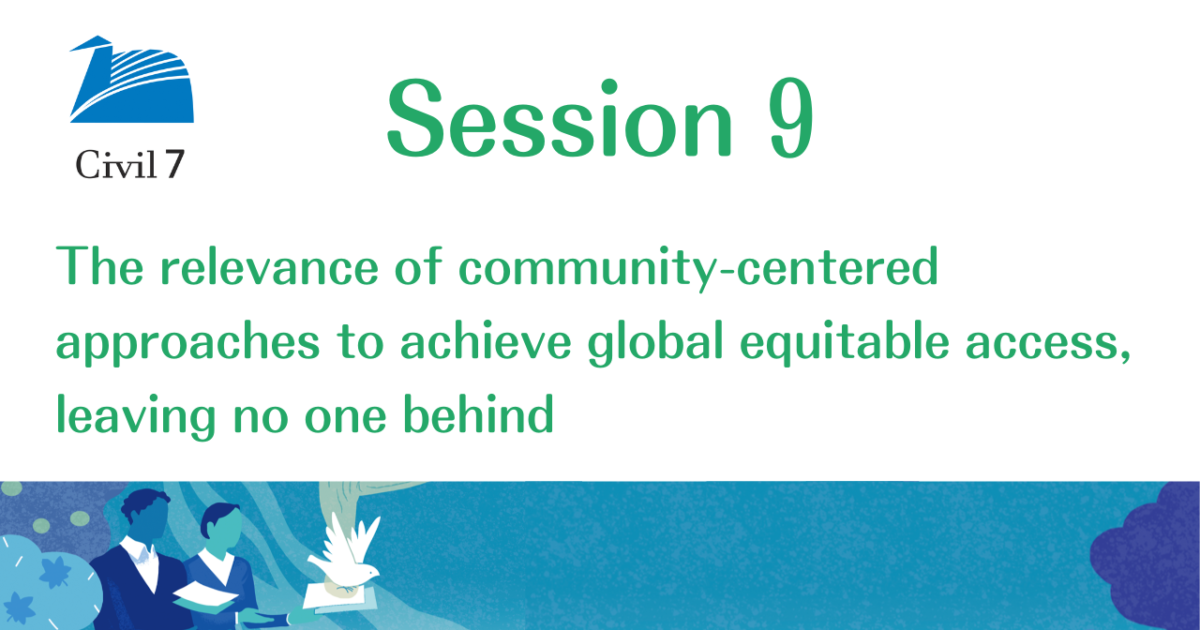 Civil 7
Session 9
The relevance of community-centered
approaches to achieve global equitable access,
leaving no one behind